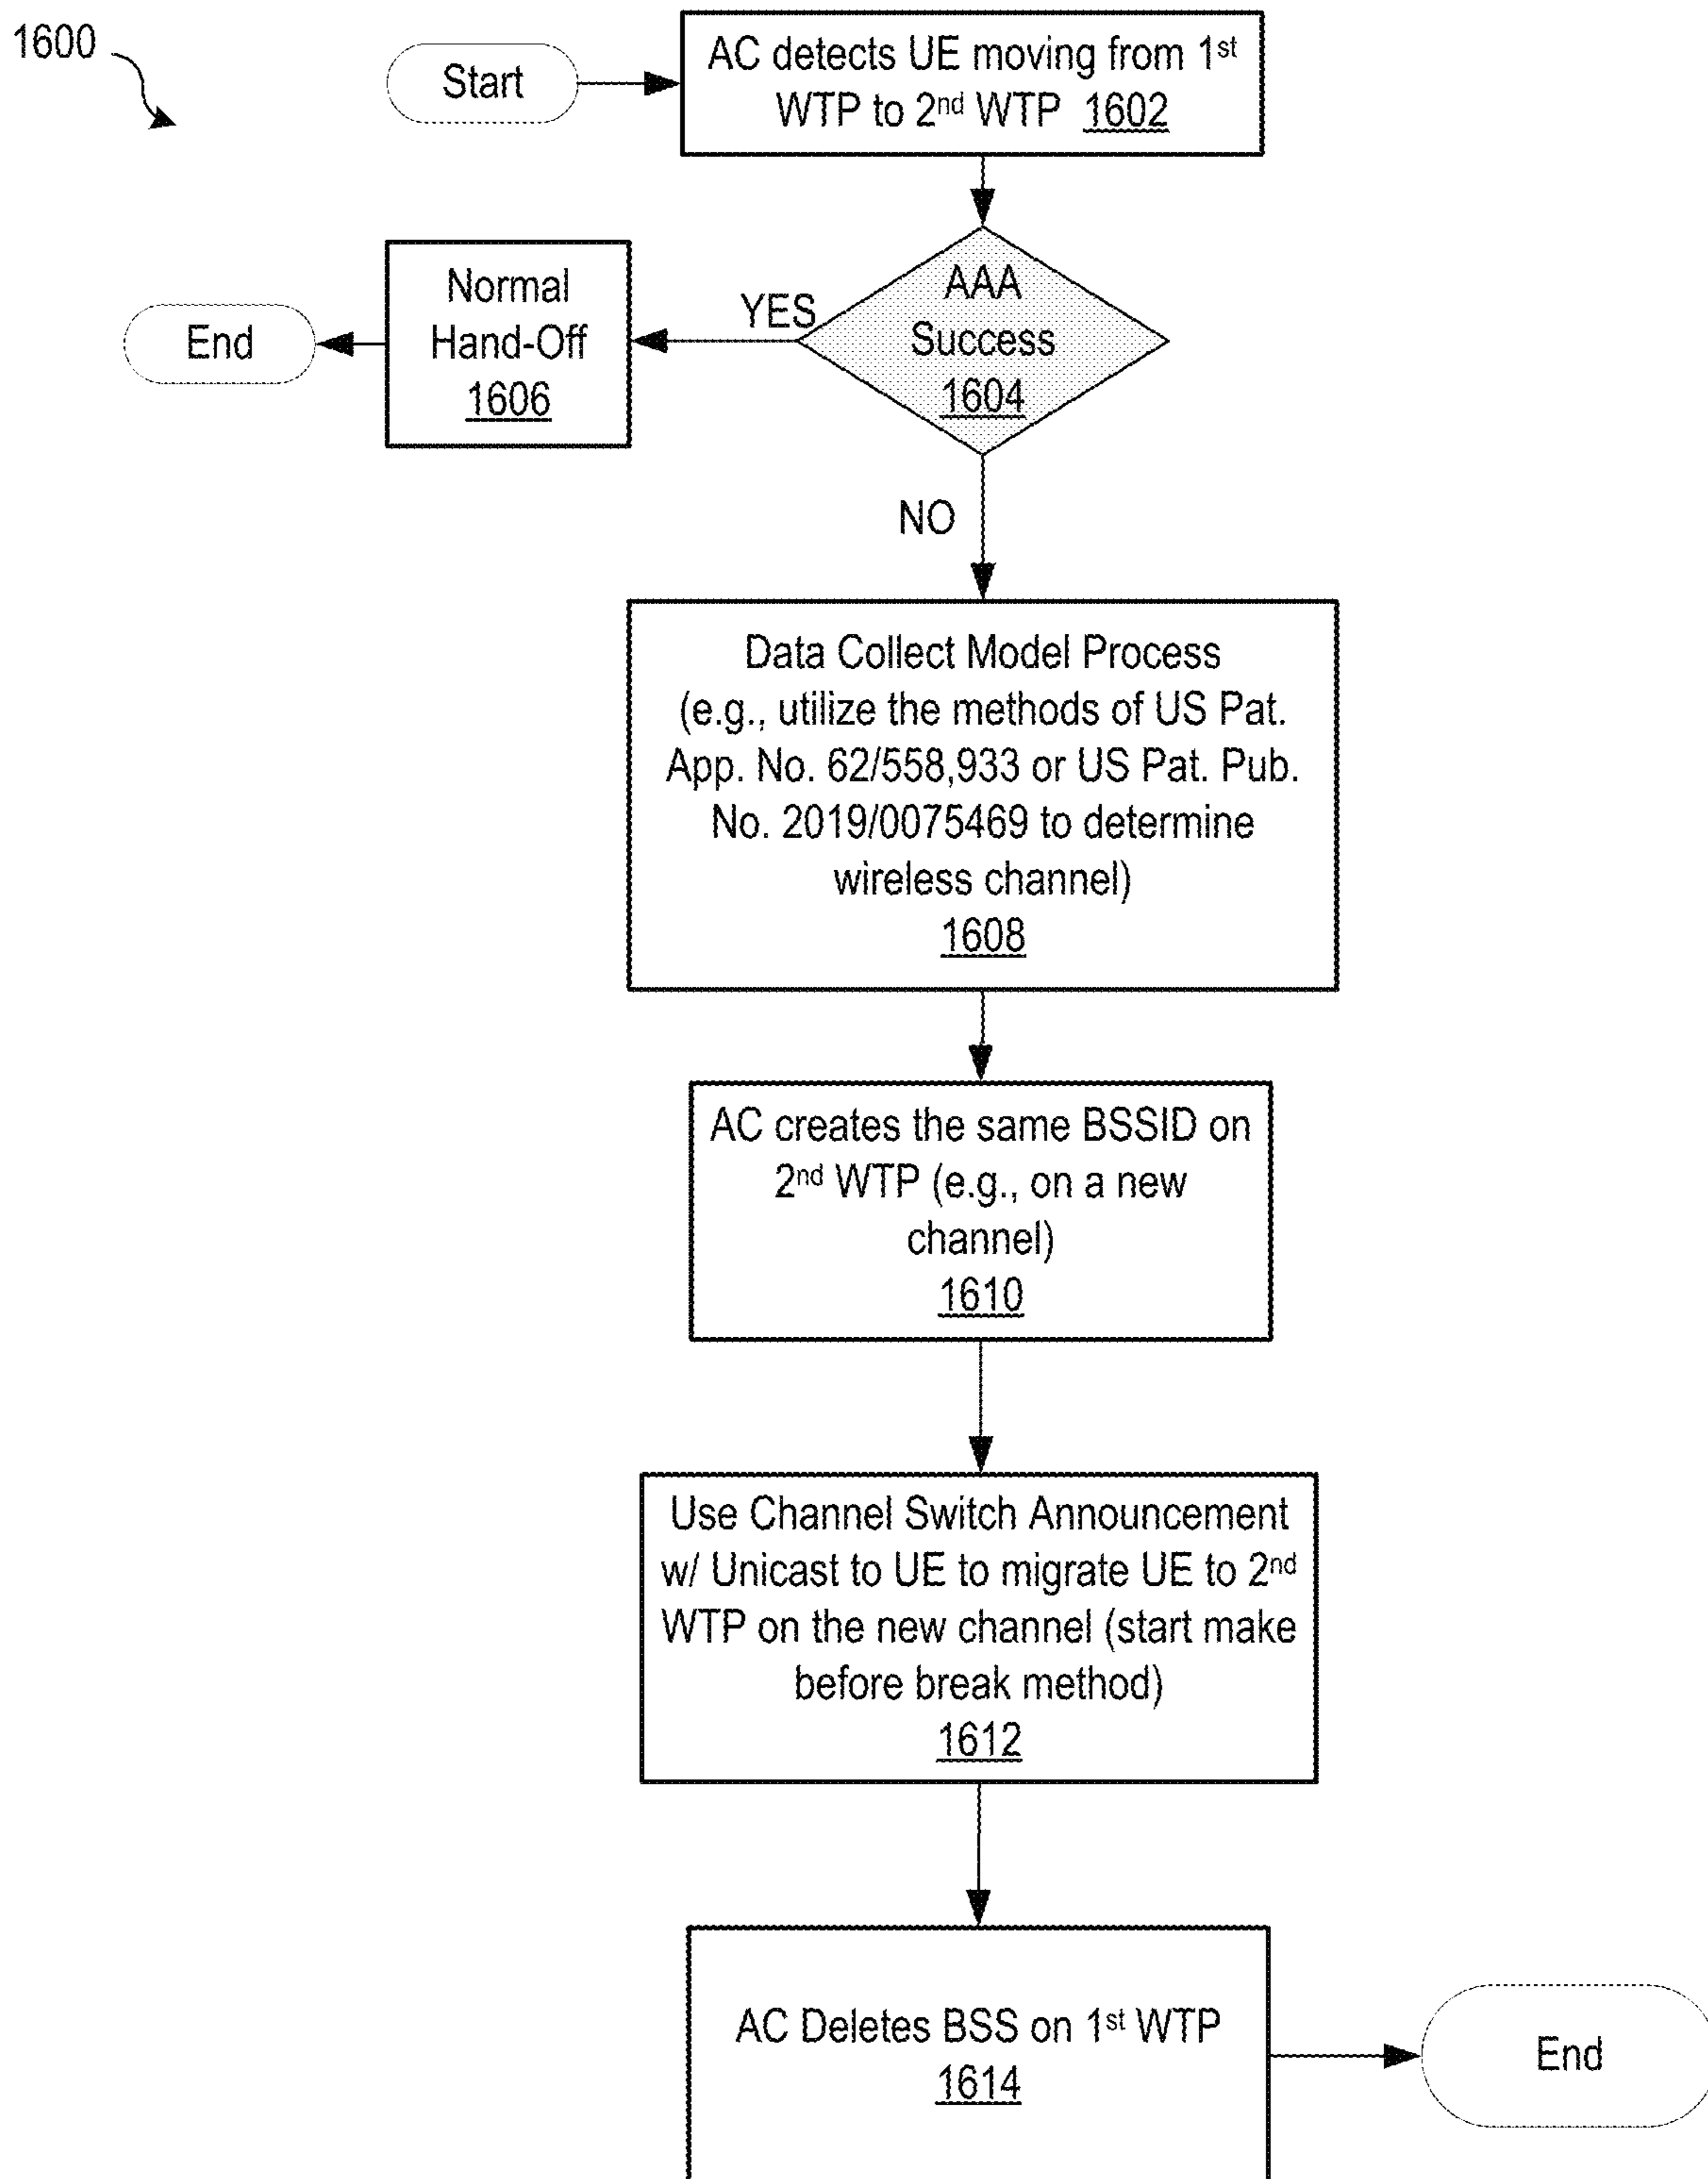 1600
Start
AC detects UE moving from 1st
WTP to 2nd WTP 1602
AAA
Success
1604
YES
Normal
Hand-Off
1606
End
NO
Data Collect Model Process
(e.g., utilize the methods of US Pat.
App. No. 62/558,933 or US Pat. Pub.
No. 2019/0075469 to determine
wireless channel)
1608
AC creates the same BSSID on
2nd WTP (e.g., on a new
channel)
1610
Use Channel Switch Announcement
w/ Unicast to UE to migrate UE to 2nd
WTP on the new channel (start make
before break method)
1612
AC Deletes BSS on 1st WTP
1614
End